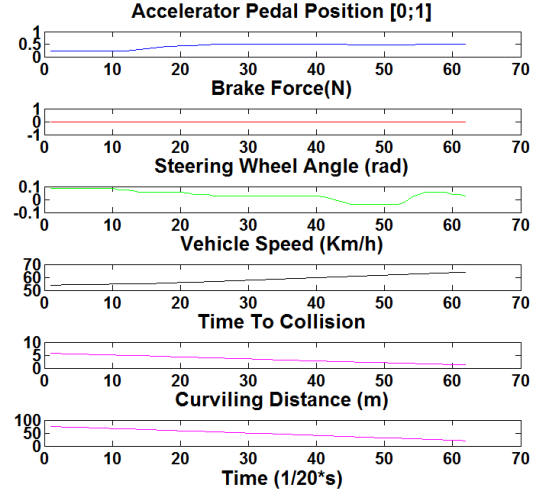 Accelerator Pedal Position [0;1]
1
0.5
0
0 10 20 30 40 50 60 70
Brake Force(N)
1
0
-1
0 10 20 30 40 50 60 70
Steering Wheel Angle (rad)
0.1
0
-0.1
0 10 20 30 40 50 60 70
Vehicle Speed (Km/h)
70
60
50
0 10 20 30 40 50 60 70
Time To Collision
10
5
0
0 10 20 30 40 50 60 70
Curviling Distance (m)
100
50
0
0 10 20 30 40 50 60 70
Time (1/20*s)